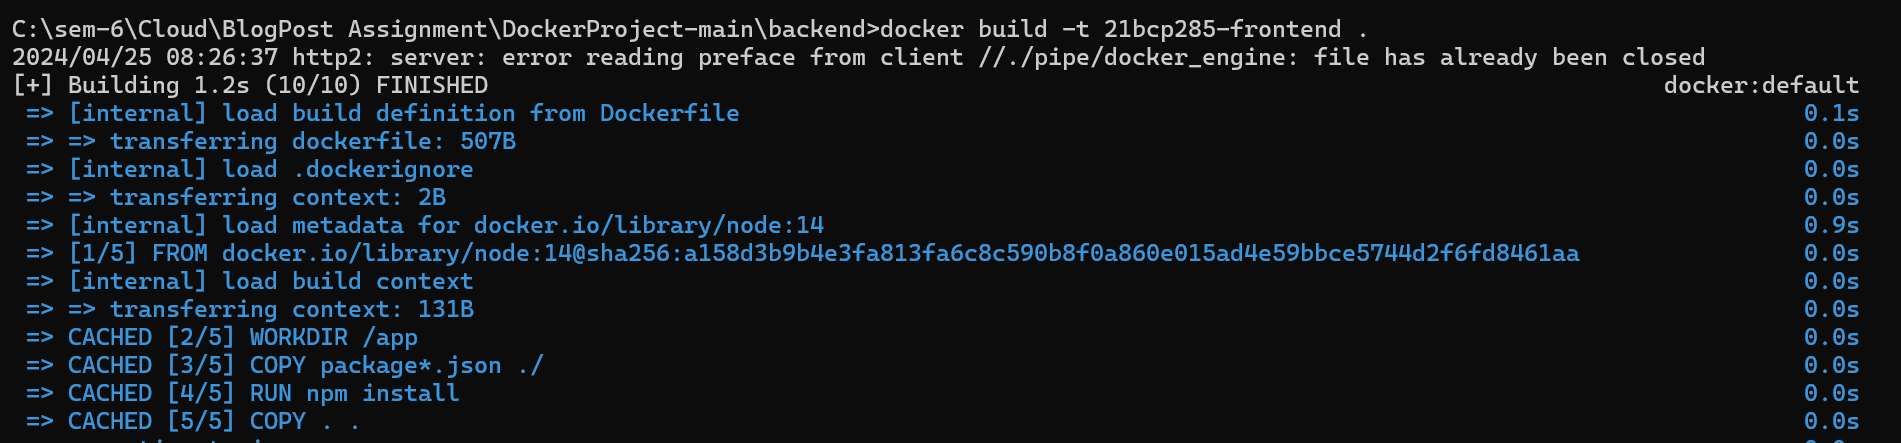 C:\sem-6\Cloud\BlogPost Assignment\DockerProject-main\backend>docker build -t 21bcp285-frontend .
2024/04/25 08:26:37 http2: server: error reading preface from client //./pipe/docker_engine: file has already been closed
[+] Building 1.2s (10/10) FINISHED docker:default
=> [internal] load build definition from Dockerfile 0.1s
=> => transferring dockerfile: 507B 0.0s
=> [internal] load .dockerignore 0.0s
=> => transferring context: 2B 0.0s
=> [internal] load metadata for docker.io/library/node:14 0.9s
=> [1/5] FROM docker.io/library/node:14@sha256:a158d3b9b4e3fa813fa6c8c590b8f0a860e015ad4e59bbce5744d2f6fd8461aa 0.0s
=> [internal] load build context 0.0s
=> => transferring context: 131B 0.0s
=> CACHED [2/5] WORKDIR /app 0.0s
=> CACHED [3/5] COPY package*.json ./ 0.0s
=> CACHED [4/5] RUN npm install 0.0s
=> CACHED [5/5] COPY . . 0.0s